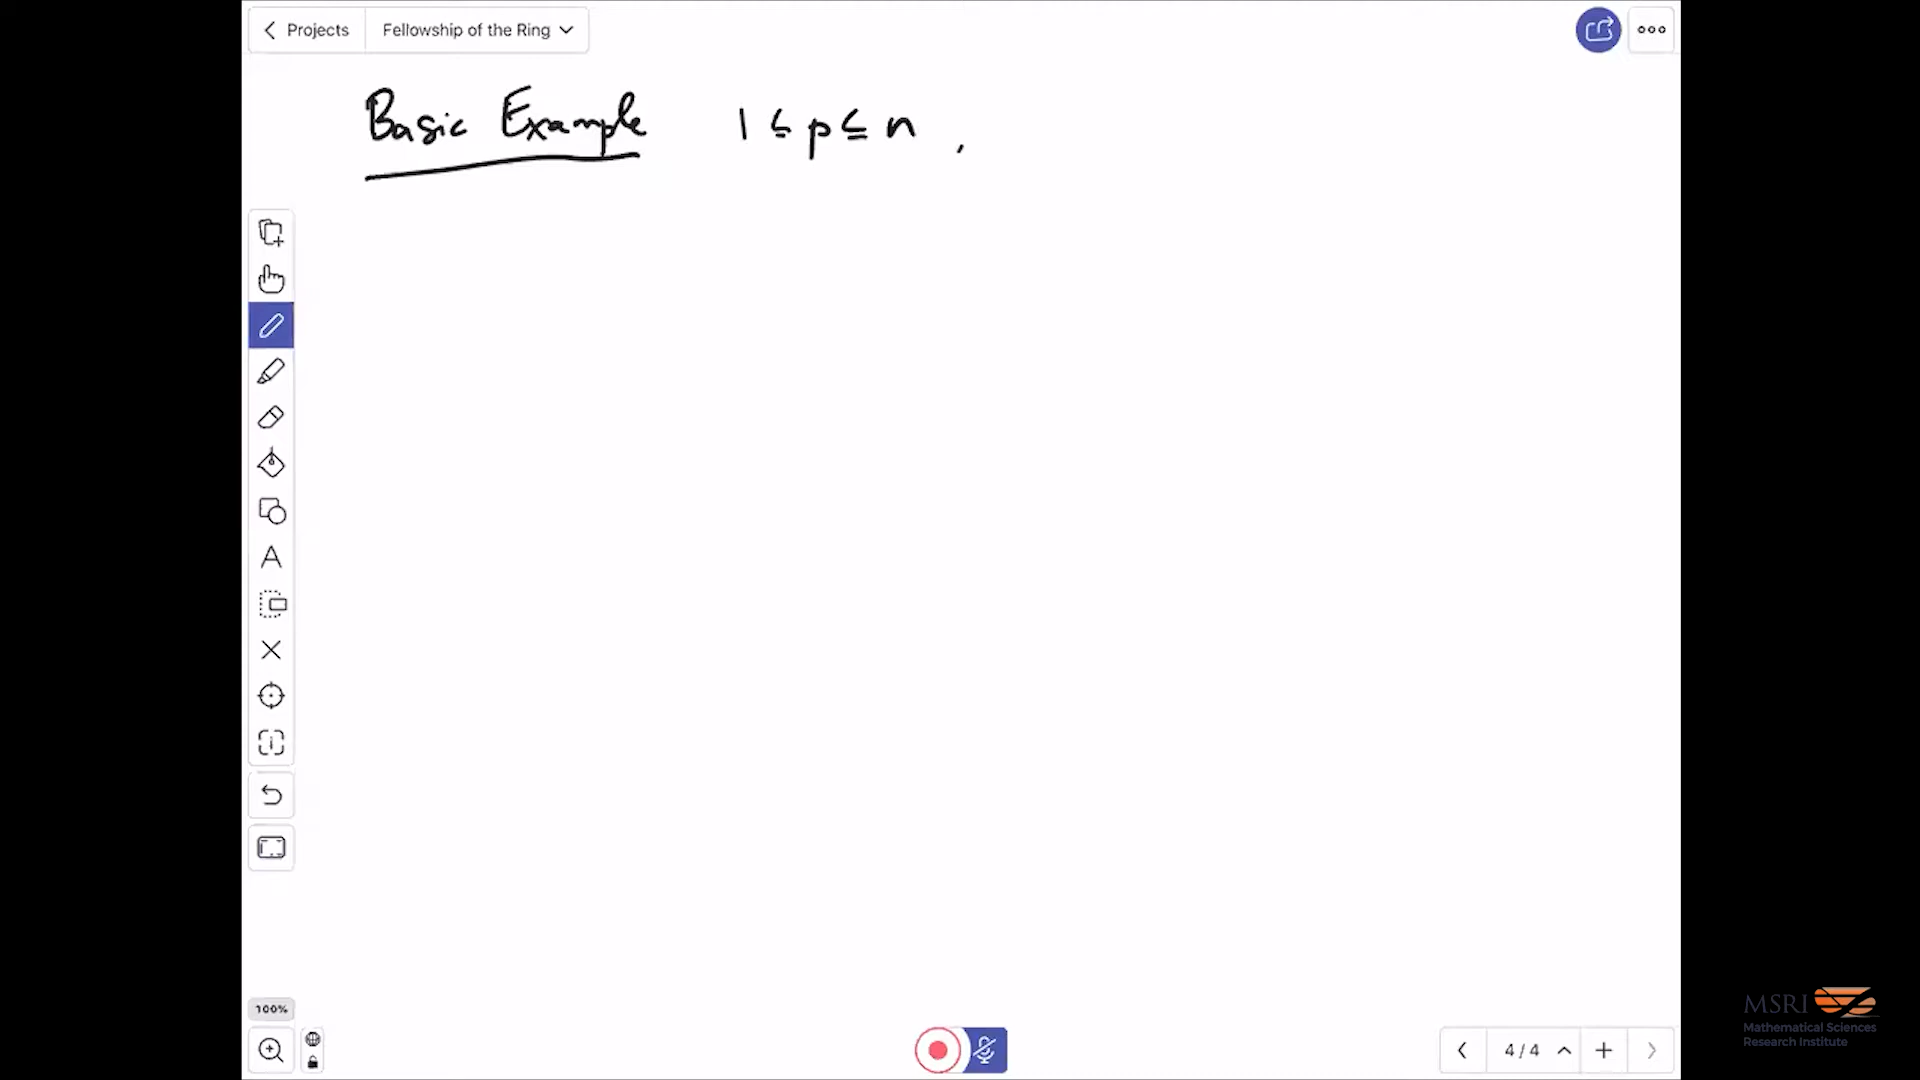 Projects Fellowship of the Ring
Basic Example 1 ≤ p ≤ n ,
A
100%
4 / 4
MSRI
Mathematical Sciences
Research Institute